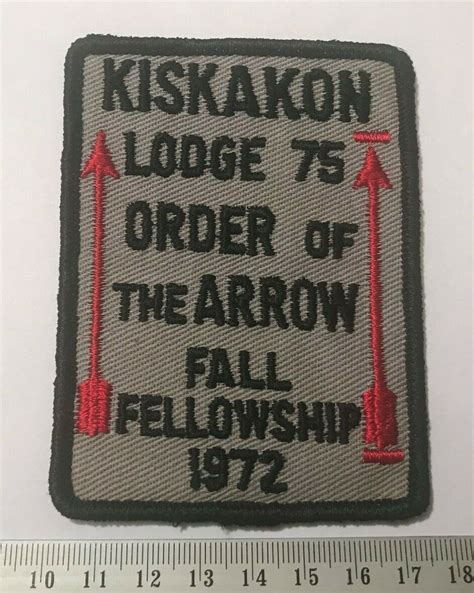 KISKAKON
LODGE 75
ORDER OF
THE ARROW
FALL
FELLOWSHIP
1972
10 11 12 13 14 15 16 17 18